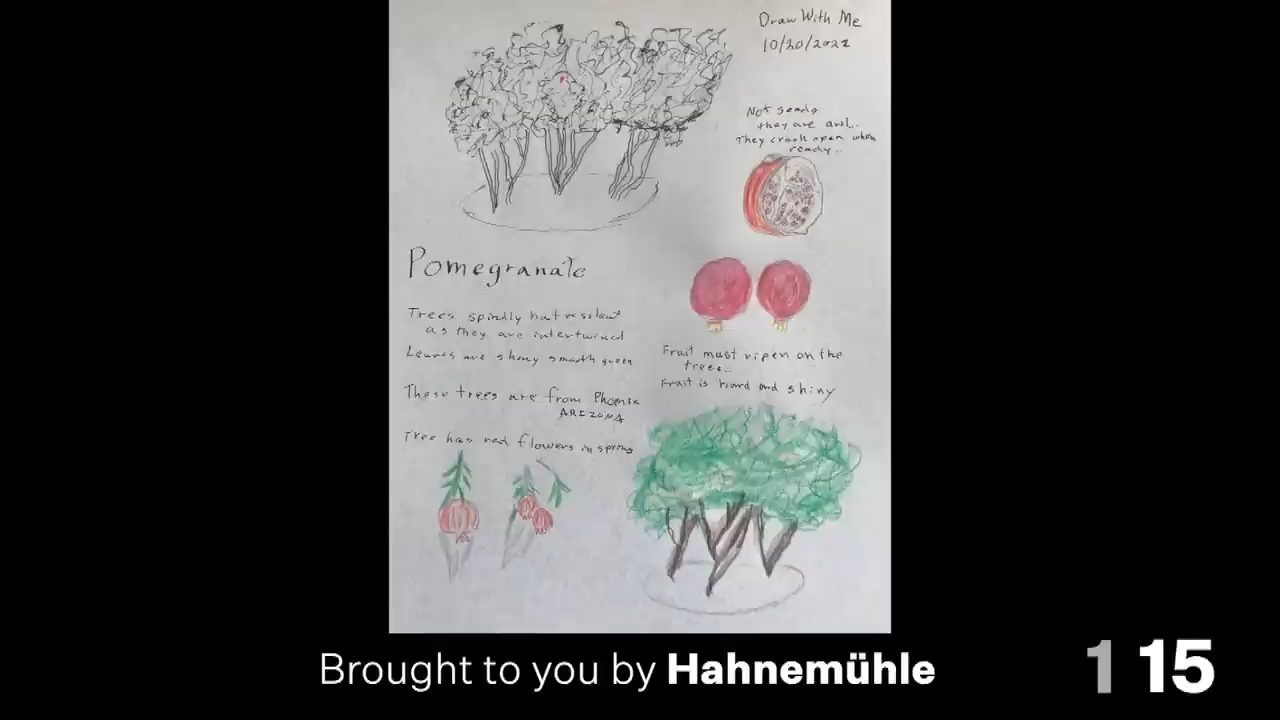 Draw With Me
10/20/2022
Not seeds
they are aril..
They crack open when
ready..
Pomegranate
Trees spindly but resilent
as they are intertwined
Leaves are shiny smooth green
These trees are from Phoenix
ARIZONA
Tree has red flowers in spring
Fruit must ripen on the
trees...
Fruit is hard and shiny
Brought to you by Hahnemühle
1 15